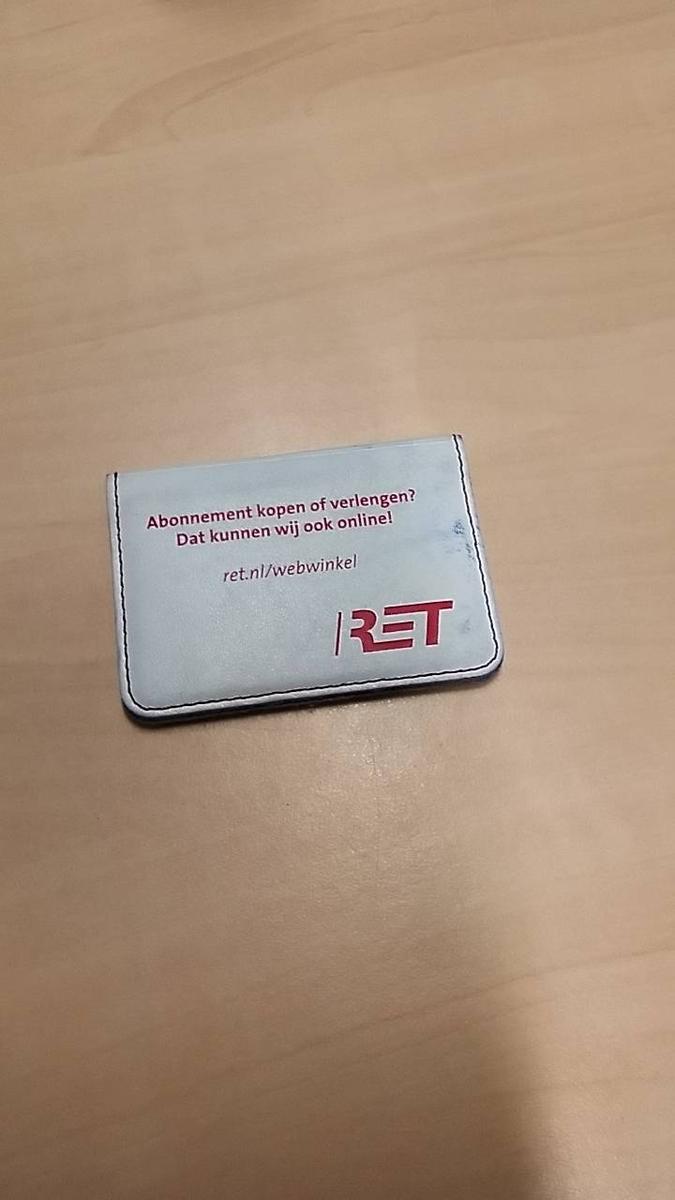 Abonnement kopen of verlengen?
Dat kunnen wij ook online!
ret.nl/webwinkel
RET